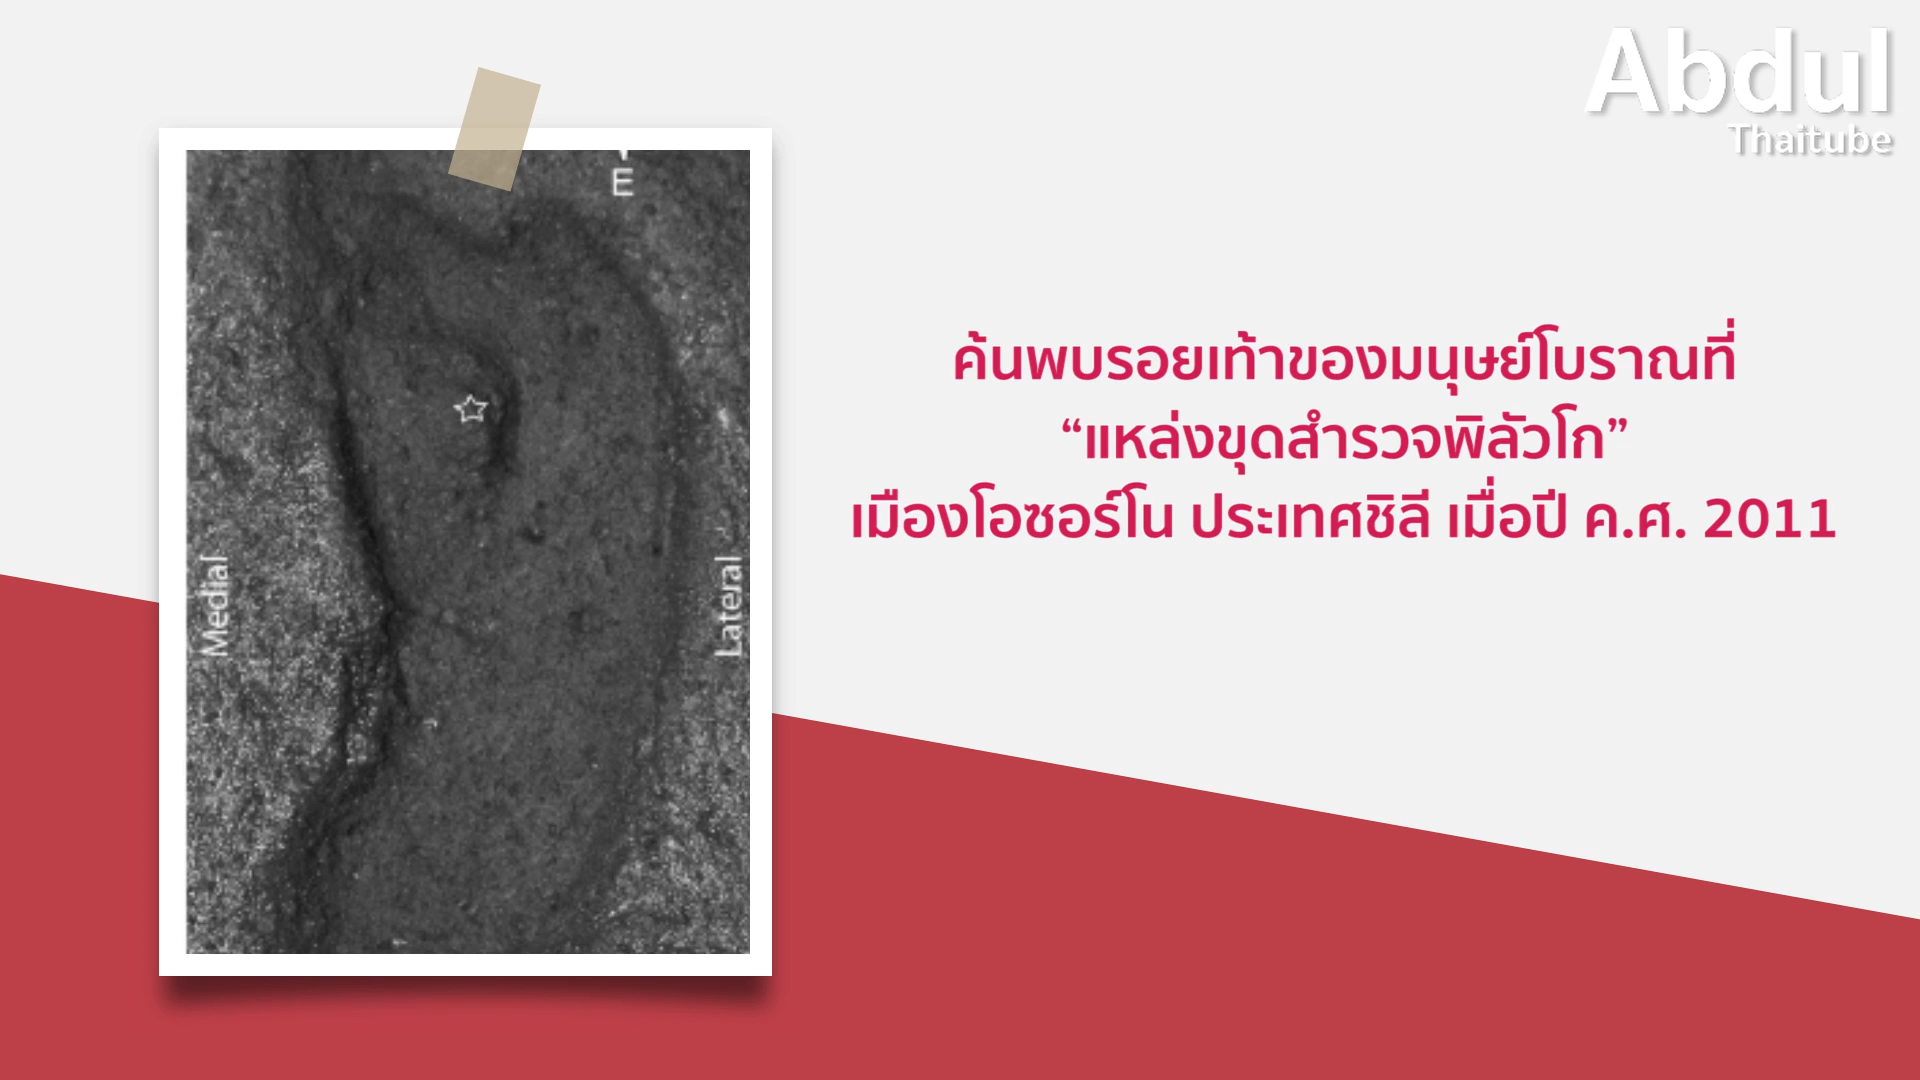 Abdul
Thaitube
E
Medial
Lateral
ค้นพบรอยเท้าของมนุษย์โบราณที่
“แหล่งขุดสำรวจพิลัวโก”
เมืองโอซอร์โน ประเทศชิลี เมื่อปี ค.ศ. 2011